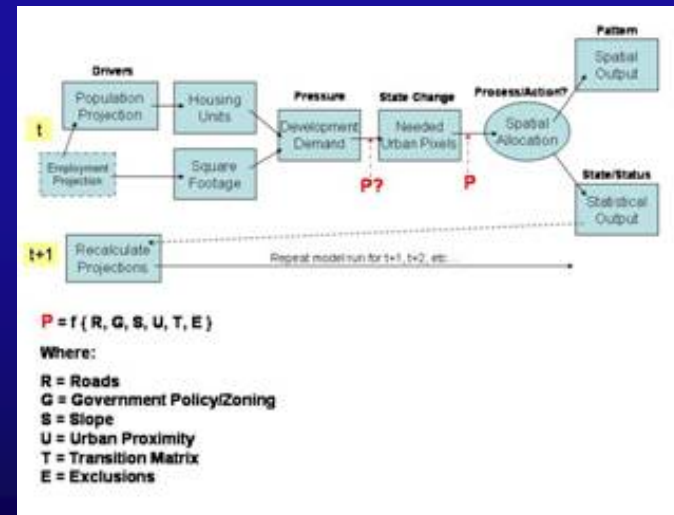 Pattern
Spatial
Output
Drivers
Population
Projection
Housing
Units
Pressure
State Change
Process/Action?
t
Development
Demand
Needed
Urban Pixels
Spatial
Allocation
Employment
Projection
Square
Footage
P?
P
State/Status
Statistical
Output
t+1
Recalculate
Projections
Repeat model run for t+1, t+2, etc...
P = f { R, G, S, U, T, E }
Where:
R = Roads
G = Government Policy/Zoning
S = Slope
U = Urban Proximity
T = Transition Matrix
E = Exclusions